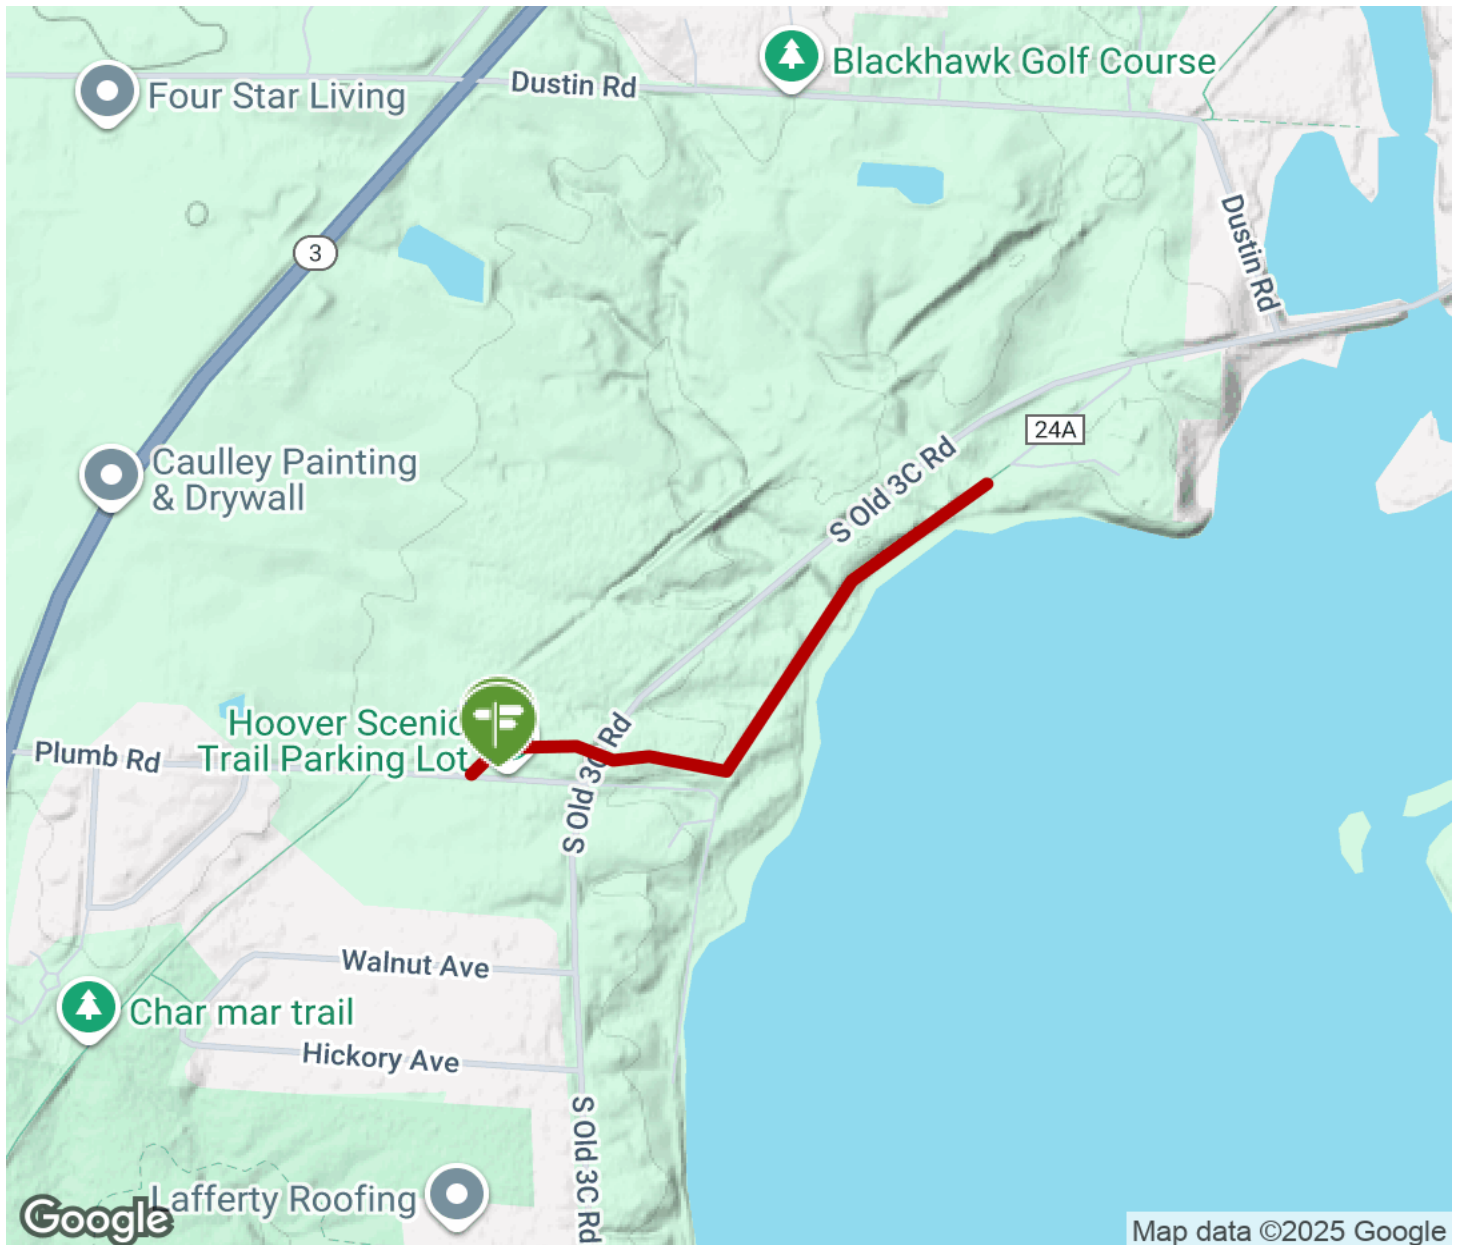 Blackhawk Golf Course
Dustin Rd
Four Star Living
Dustin Rd
3
24A
Caulley Painting
& Drywall
S Old 3C Rd
Hoover Scenic
Trail Parking Lot
Plumb Rd
S Old 3C Rd
Walnut Ave
Char mar trail
Hickory Ave
S Old 3C Rd
Lafferty Roofing
Google
Map data ©2025 Google